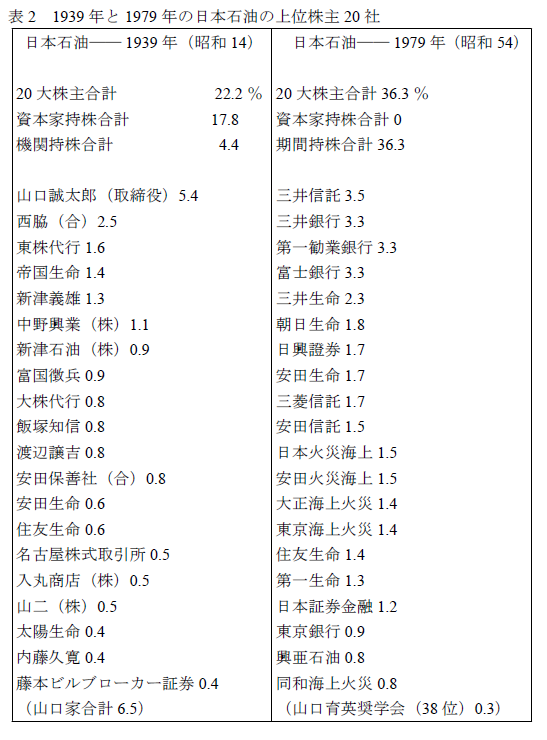 表 2　1939 年と 1979 年の日本石油の上位株主 20 社
日本石油―― 1939 年（昭和 14）
20 大株主合計　22.2 %
資本家持株合計　17.8
機関持株合計　4.4
山口誠太郎（取締役）5.4
西脇（合）2.5
東株代行 1.6
帝国生命 1.4
新津義雄 1.3
中野興業（株）1.1
新津石油（株）0.9
富国徴兵 0.9
大株代行 0.8
飯塚知信 0.8
渡辺譲吉 0.8
安田保善社（合）0.8
安田生命 0.6
住友生命 0.6
名古屋株式取引所 0.5
入丸商店（株）0.5
山二（株）0.5
太陽生命 0.4
内藤久寛 0.4
藤本ビルブローカー証券 0.4
（山口家合計 6.5）
日本石油―― 1979 年（昭和 54）
20 大株主合計 36.3 %
資本家持株合計 0
期間持株合計 36.3
三井信託 3.5
三井銀行 3.3
第一勧業銀行 3.3
富士銀行 3.3
三井生命 2.3
朝日生命 1.8
日興證券 1.7
安田生命 1.7
三菱信託 1.7
安田信託 1.5
日本火災海上 1.5
安田火災海上 1.5
大正海上火災 1.4
東京海上火災 1.4
住友生命 1.4
第一生命 1.3
日本証券金融 1.2
東京銀行 0.9
興亜石油 0.8
同和海上火災 0.8
（山口育英奨学会（38 位）0.3）